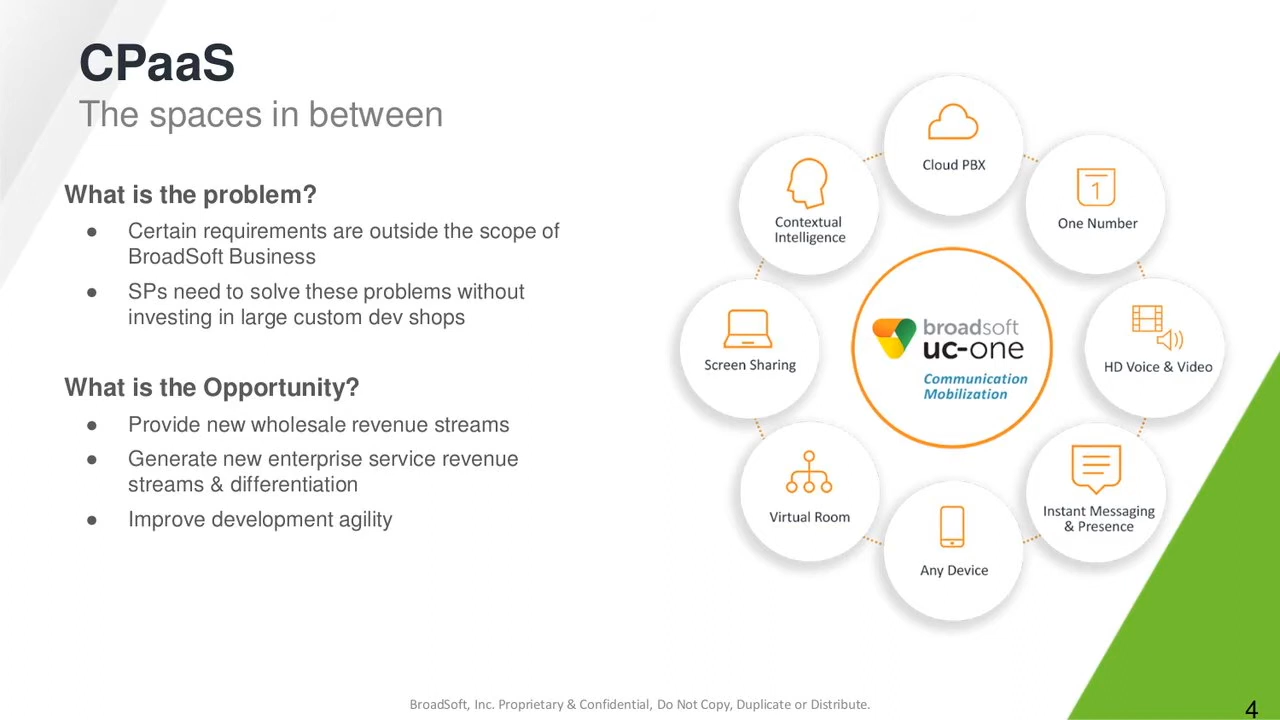 CPaaS
The spaces in between
What is the problem?
● Certain requirements are outside the scope of
BroadSoft Business
● SPs need to solve these problems without
investing in large custom dev shops
What is the Opportunity?
● Provide new wholesale revenue streams
● Generate new enterprise service revenue
streams & differentiation
● Improve development agility
Cloud PBX
1
One Number
HD Voice & Video
Instant Messaging
& Presence
Any Device
Virtual Room
Screen Sharing
Contextual
Intelligence
broadsoft
uc-one
Communication
Mobilization
BroadSoft, Inc. Proprietary & Confidential, Do Not Copy, Duplicate or Distribute.
4